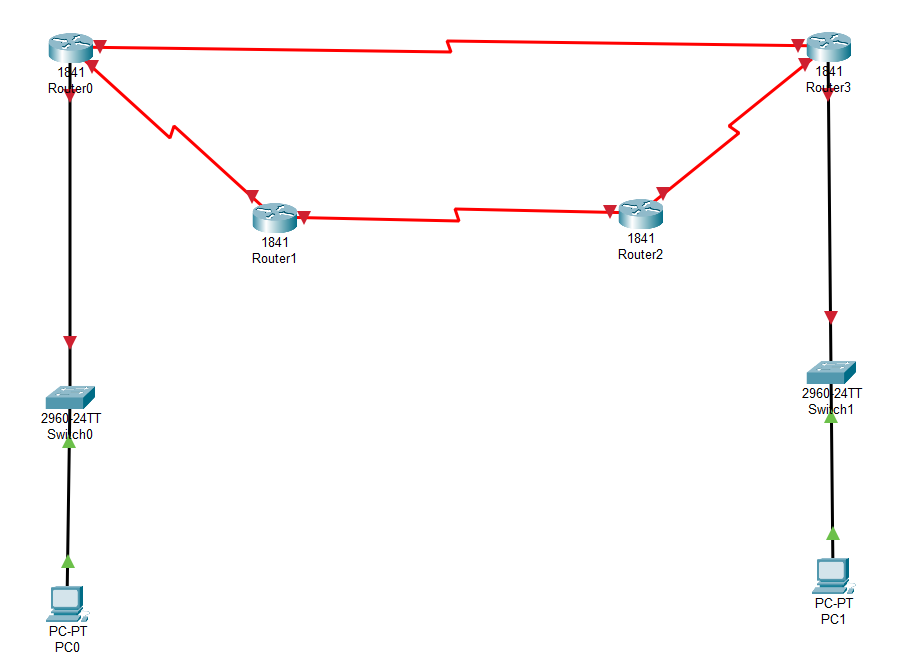 1841
Router0
1841
Router3
1841
Router1
1841
Router2
2960-24TT
Switch0
2960-24TT
Switch1
PC-PT
PC0
PC-PT
PC1